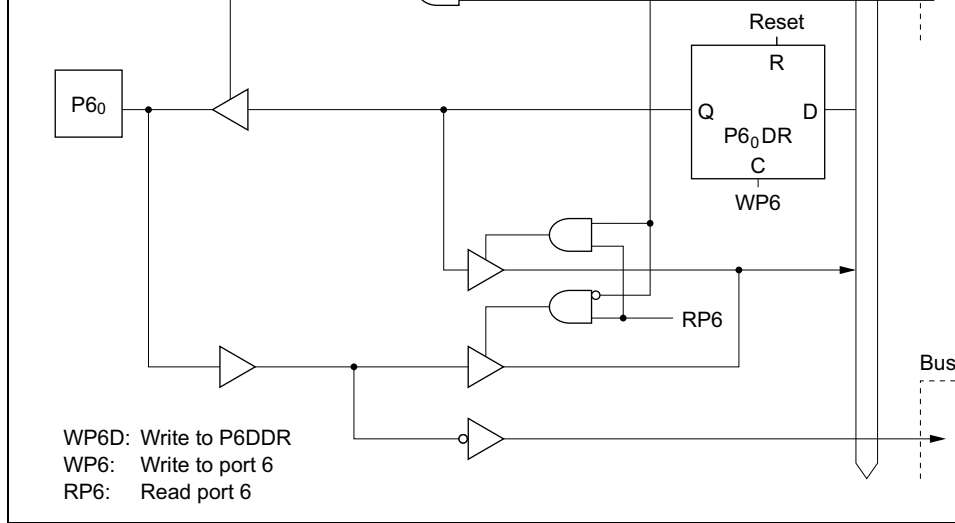 Reset
R
P6₀
Q D
P6₀DR
C
WP6
RP6
Bus
WP6D: Write to P6DDR
WP6: Write to port 6
RP6: Read port 6